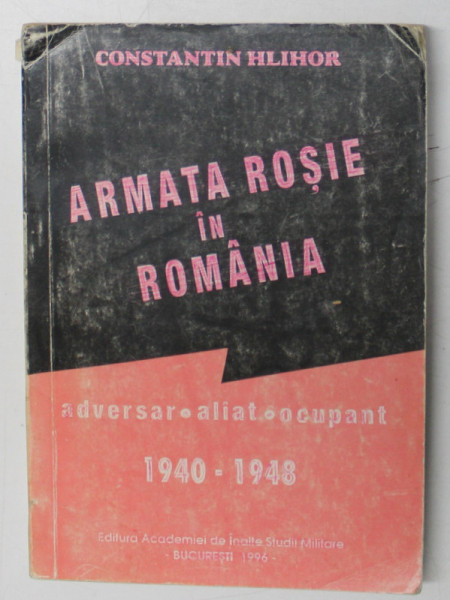 CONSTANTIN HLIHOR
ARMATA ROȘIE
ÎN
ROMÂNIA
adversar • aliat • ocupant
1940 - 1948
Editura Academiei de Înalte Studii Militare
- BUCUREȘTI 1996 -